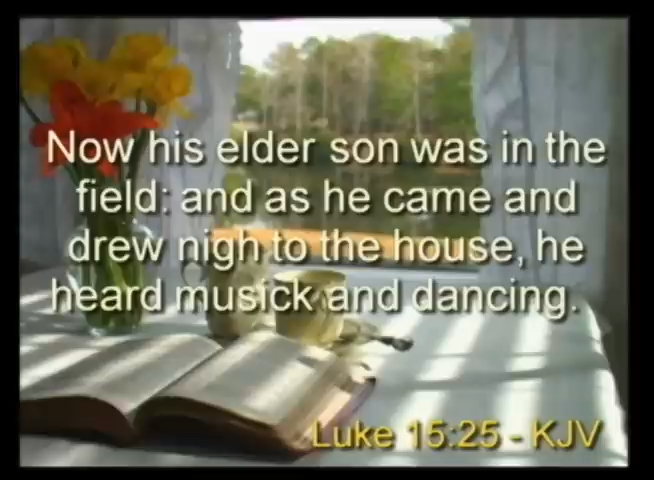 Now his elder son was in the
field: and as he came and
drew nigh to the house, he
heard musick and dancing.
Luke 15:25 - KJV